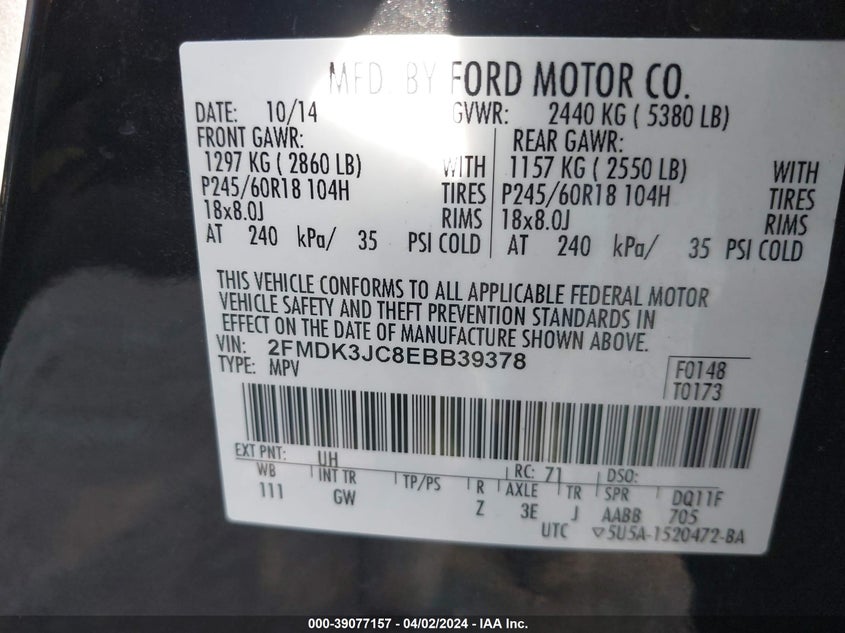 MFD. BY FORD MOTOR CO.
DATE: 10/14 GVWR: 2440 KG ( 5380 LB)
FRONT GAWR: REAR GAWR:
1297 KG ( 2860 LB) WITH 1157 KG ( 2550 LB) WITH
P245/60R18 104H TIRES P245/60R18 104H TIRES
18x8.0J RIMS 18x8.0J RIMS
AT 240 kPa/ 35 PSI COLD AT 240 kPa/ 35 PSI COLD
THIS VEHICLE CONFORMS TO ALL APPLICABLE FEDERAL MOTOR
VEHICLE SAFETY AND THEFT PREVENTION STANDARDS IN
EFFECT ON THE DATE OF MANUFACTURE SHOWN ABOVE.
VIN: 2FMDK3JC8EBB39378
TYPE: MPV
F0148
T0173
EXT PNT: UH RC: 71 DSO:
WB INT TR TP/PS R AXLE TR SPR DQ11F
111 GW Z 3E J AABB 705
UTC ▽5U5A-1520472-BA
000-39077157 - 04/02/2024 - IAA Inc.